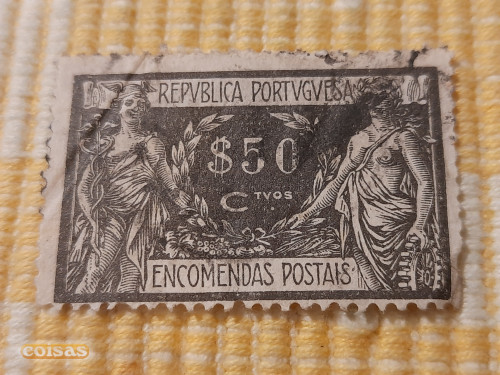 REPVBLICA PORTVGVESA
$50
CTVOS
ENCOMENDAS POSTAIS
coisas